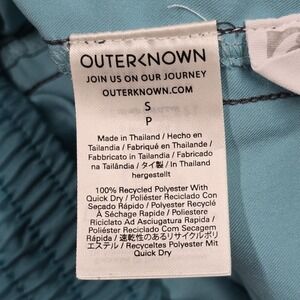 OUTERKNOWN
JOIN US ON OUR JOURNEY
OUTERKNOWN.COM
S
P
Made in Thailand / Hecho en
Tailandia / Fabriqué en Thaïlande /
Fabbricato in Tailandia / Fabricado
na Tailândia / タイ製 / In Thailand
hergestellt
100% Recycled Polyester With
Quick Dry / Poliéster Reciclado Con
Secado Rápido / Polyester Recyclé
À Séchage Rapide / Poliestere
Riciclato Ad Asciugatura Rapida /
Poliéster Reciclado Com Secagem
Rápida / 速乾性のあるリサイクルポリ
エステル / Recyceltes Polyester Mit
Quick Dry